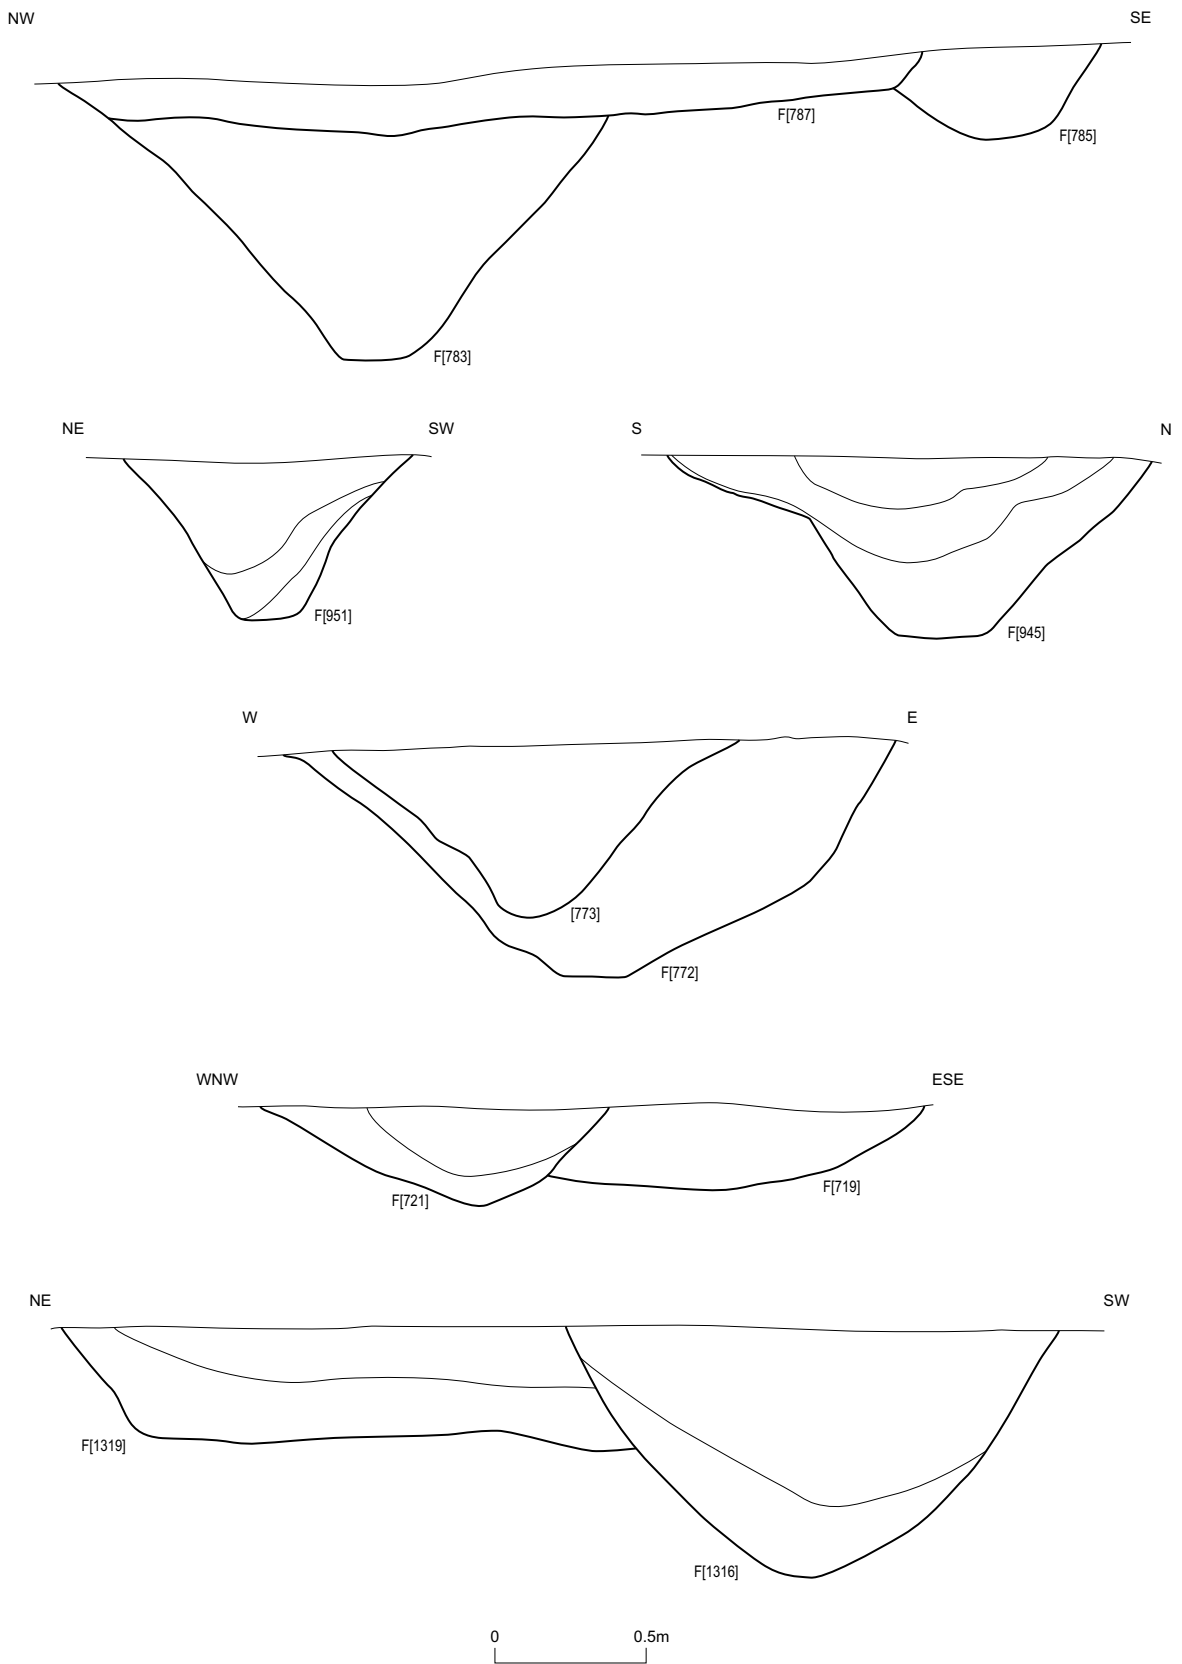 NW SE
F[787]
F[785]
F[783]
NE SW S N
F[951]
F[945]
W E
[773]
F[772]
WNW ESE
F[721]
F[719]
NE SW
F[1319]
F[1316]
0 0.5m